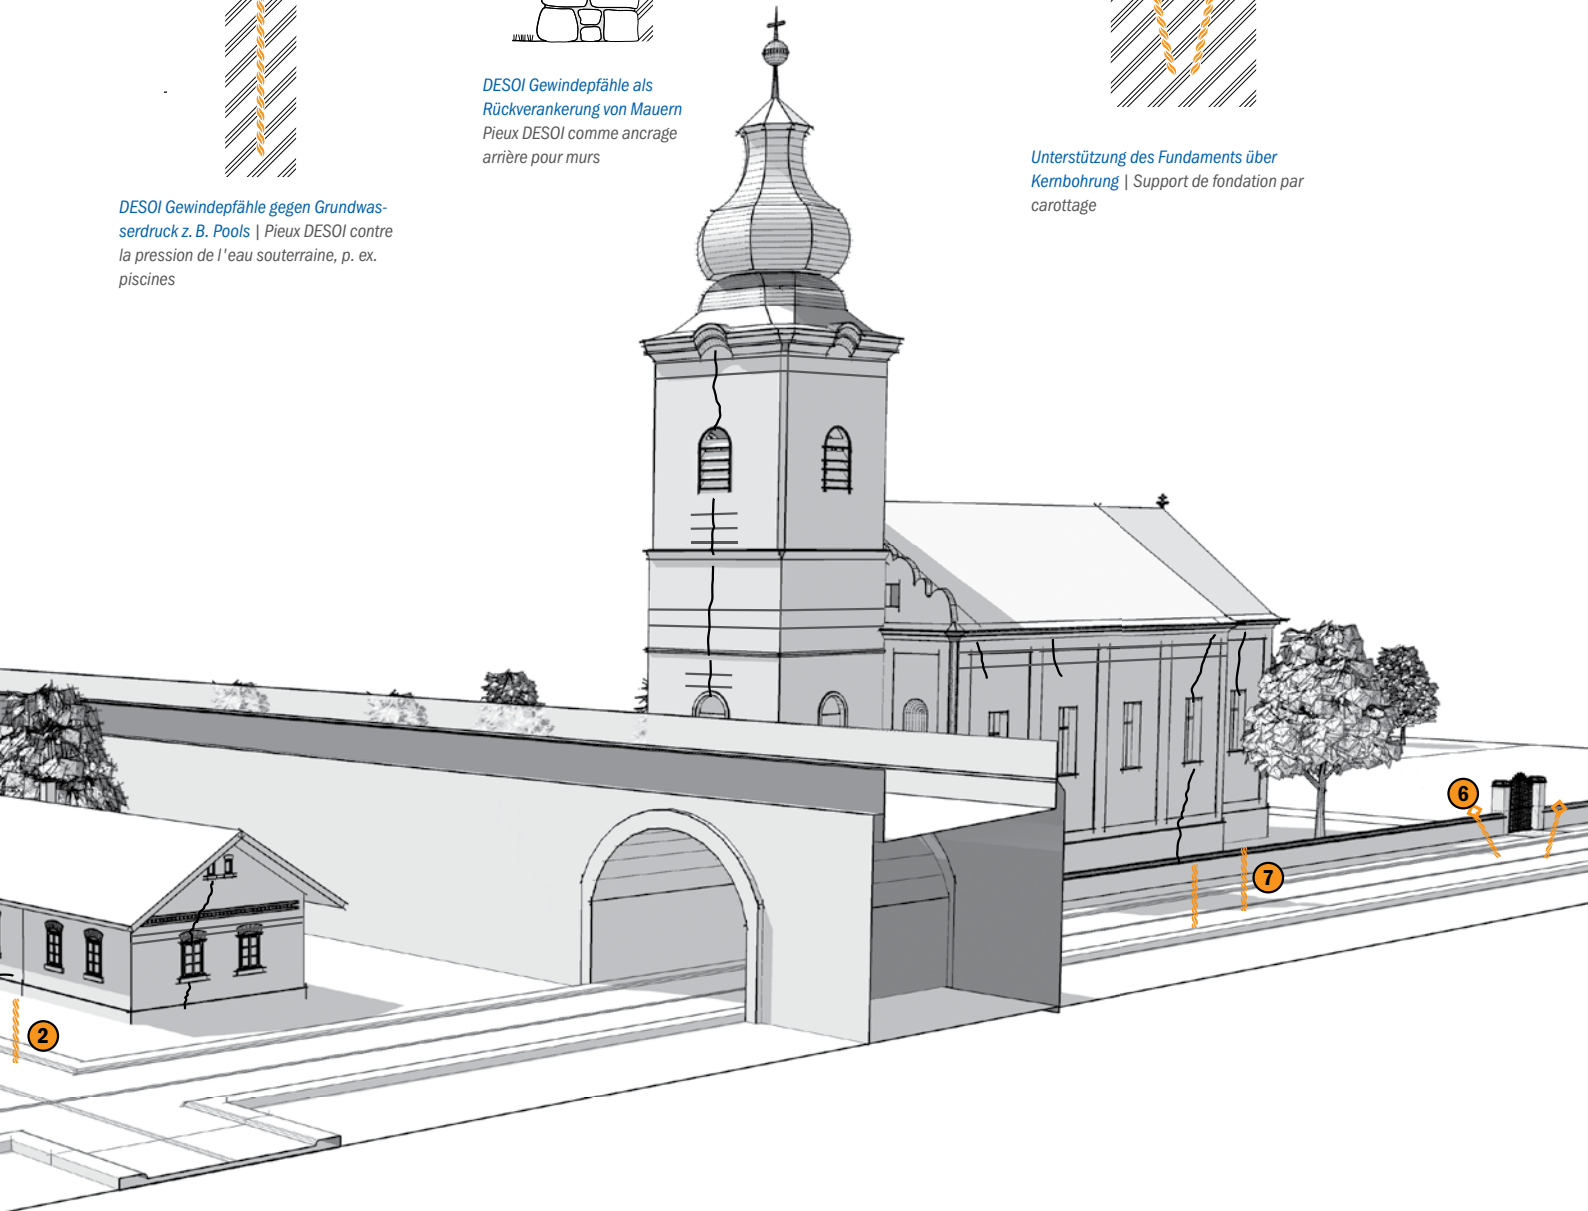 DESOI Gewindepfähle als
Rückverankerung von Mauern
Pieux DESOI comme ancrage
arrière pour murs
Unterstützung des Fundaments über
Kernbohrung | Support de fondation par
carottage
DESOI Gewindepfähle gegen Grundwas-
serdruck z. B. Pools | Pieux DESOI contre
la pression de l'eau souterraine, p. ex.
piscines
6
7
2